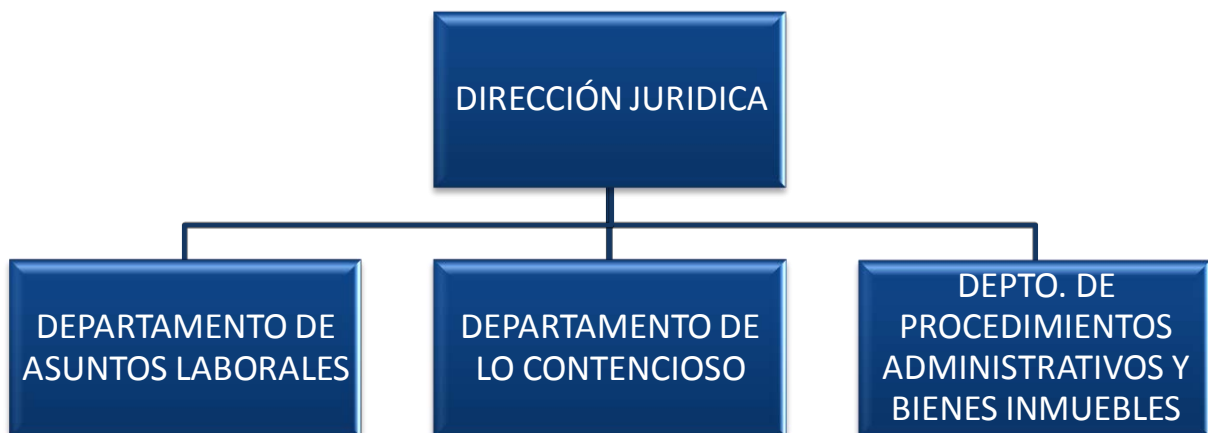 DIRECCIÓN JURIDICA
DEPARTAMENTO DE
ASUNTOS LABORALES
DEPARTAMENTO DE
LO CONTENCIOSO
DEPTO. DE
PROCEDIMIENTOS
ADMINISTRATIVOS Y
BIENES INMUEBLES